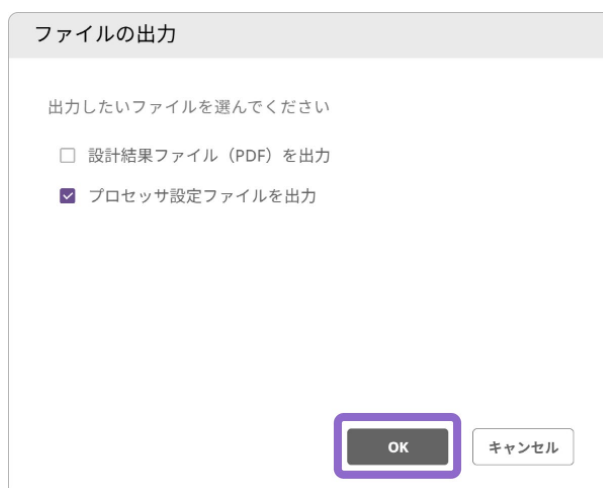 ファイルの出力
出力したいファイルを選んでください
設計結果ファイル（PDF）を出力
プロセッサ設定ファイルを出力
OK
キャンセル